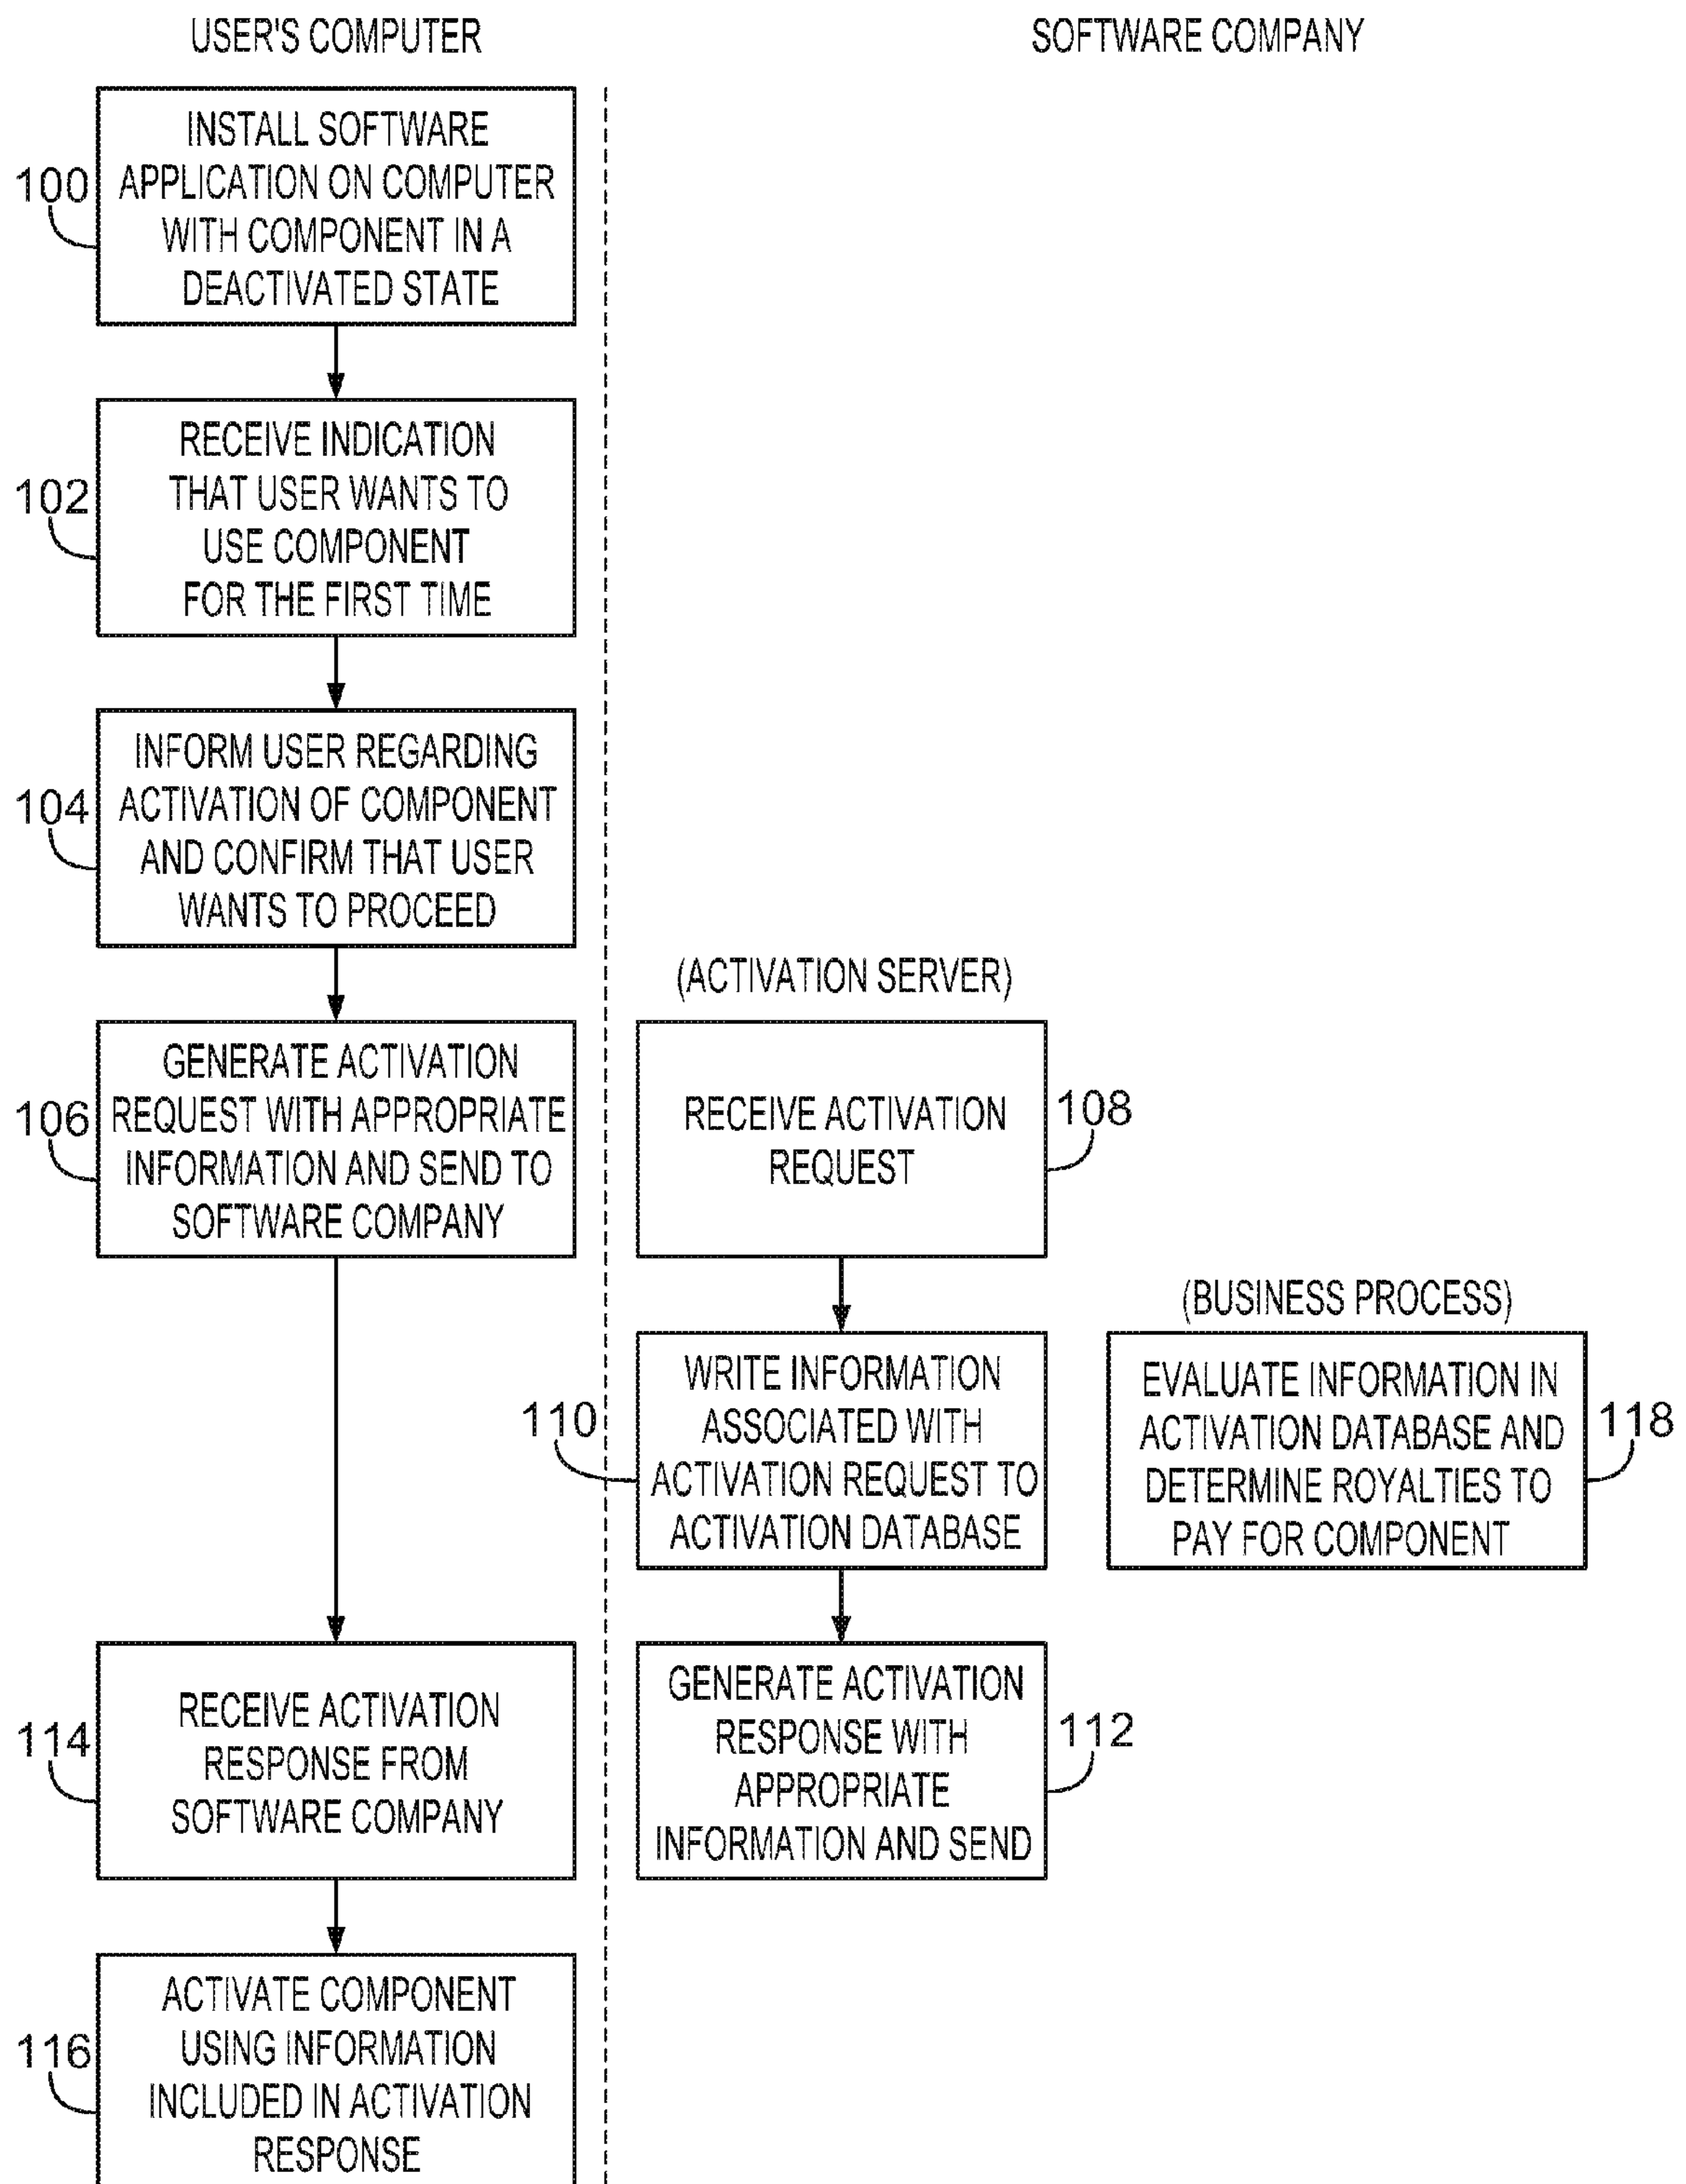 USER'S COMPUTER
SOFTWARE COMPANY
100
INSTALL SOFTWARE
APPLICATION ON COMPUTER
WITH COMPONENT IN A
DEACTIVATED STATE
102
RECEIVE INDICATION
THAT USER WANTS TO
USE COMPONENT
FOR THE FIRST TIME
104
INFORM USER REGARDING
ACTIVATION OF COMPONENT
AND CONFIRM THAT USER
WANTS TO PROCEED
106
GENERATE ACTIVATION
REQUEST WITH APPROPRIATE
INFORMATION AND SEND TO
SOFTWARE COMPANY
(ACTIVATION SERVER)
RECEIVE ACTIVATION
REQUEST
108
110
WRITE INFORMATION
ASSOCIATED WITH
ACTIVATION REQUEST TO
ACTIVATION DATABASE
(BUSINESS PROCESS)
EVALUATE INFORMATION IN
ACTIVATION DATABASE AND
DETERMINE ROYALTIES TO
PAY FOR COMPONENT
118
GENERATE ACTIVATION
RESPONSE WITH
APPROPRIATE
INFORMATION AND SEND
112
114
RECEIVE ACTIVATION
RESPONSE FROM
SOFTWARE COMPANY
116
ACTIVATE COMPONENT
USING INFORMATION
INCLUDED IN ACTIVATION
RESPONSE